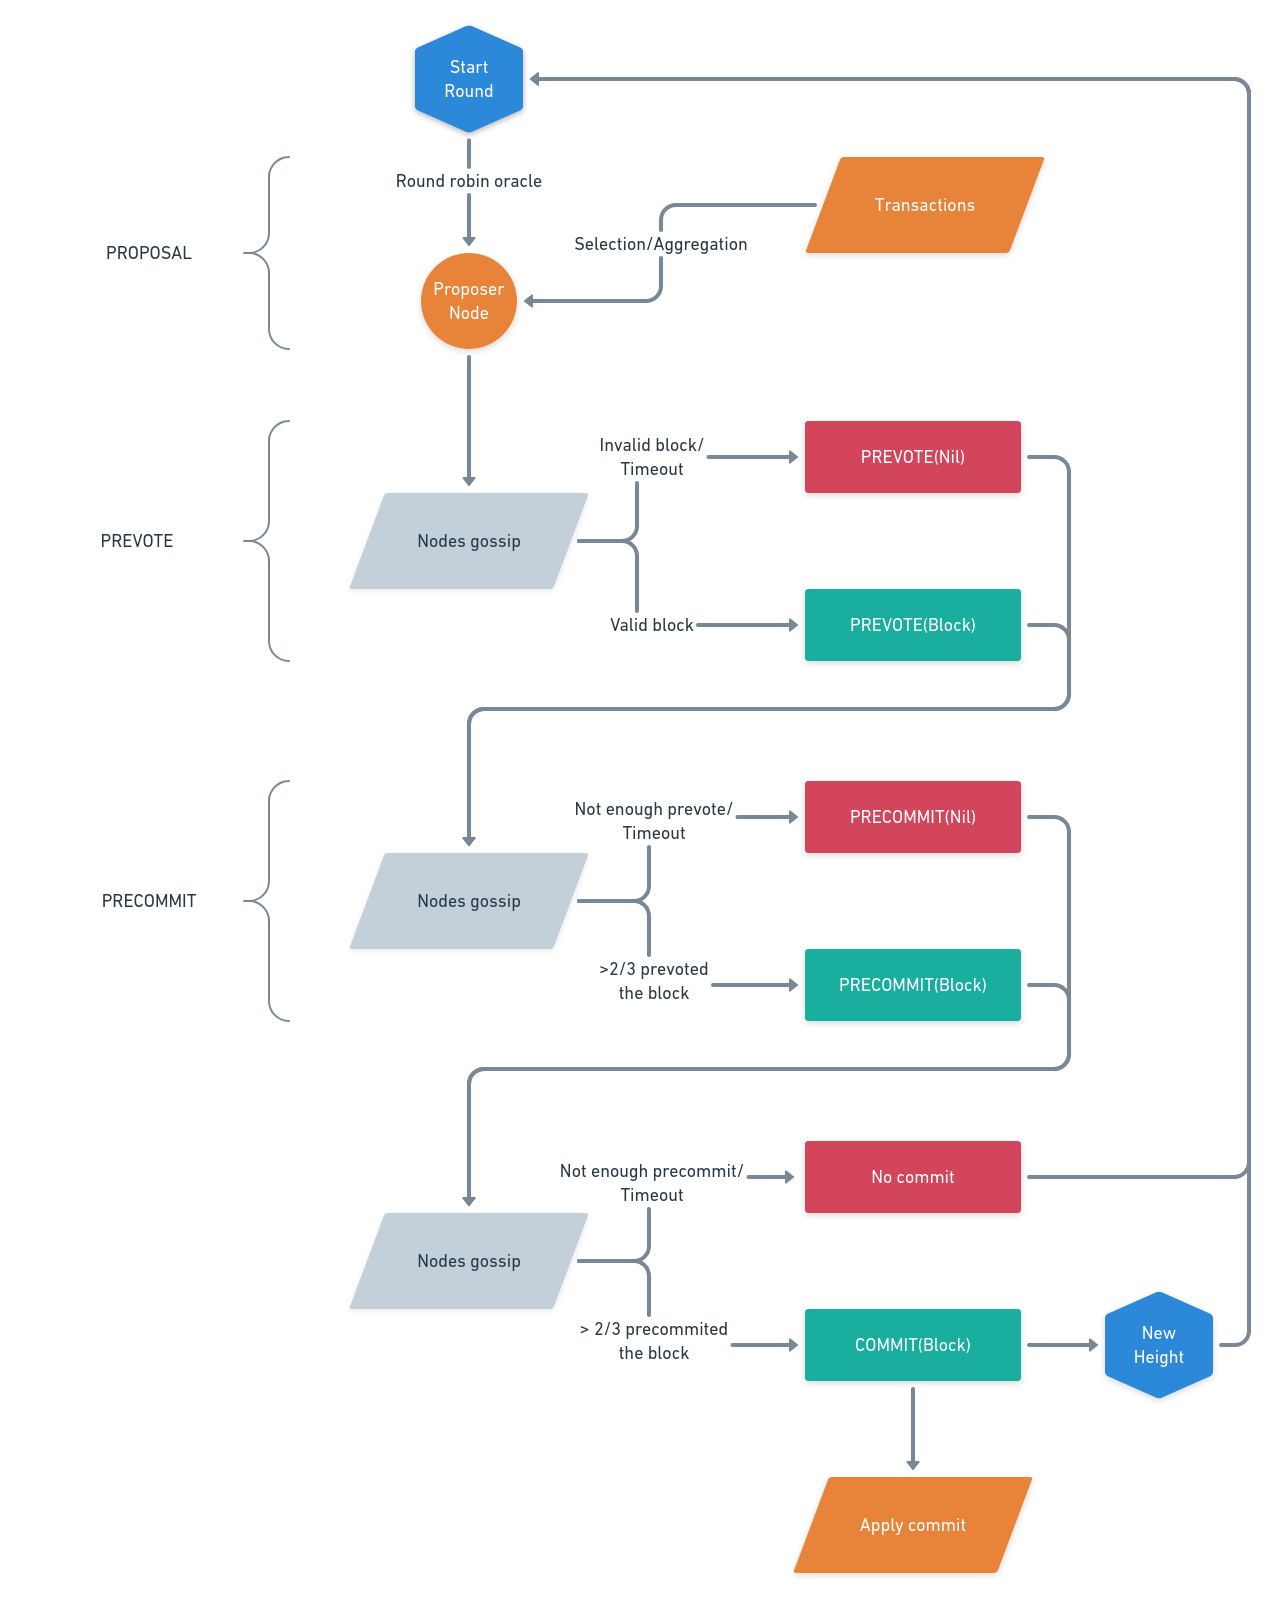 Start
Round
Round robin oracle
Transactions
Selection/Aggregation
PROPOSAL
Proposer
Node
Invalid block/
Timeout
PREVOTE(Nil)
PREVOTE
Nodes gossip
Valid block
PREVOTE(Block)
Not enough prevote/
Timeout
PRECOMMIT(Nil)
PRECOMMIT
Nodes gossip
>2/3 prevoted
the block
PRECOMMIT(Block)
Not enough precommit/
Timeout
No commit
Nodes gossip
> 2/3 precommited
the block
COMMIT(Block)
New
Height
Apply commit